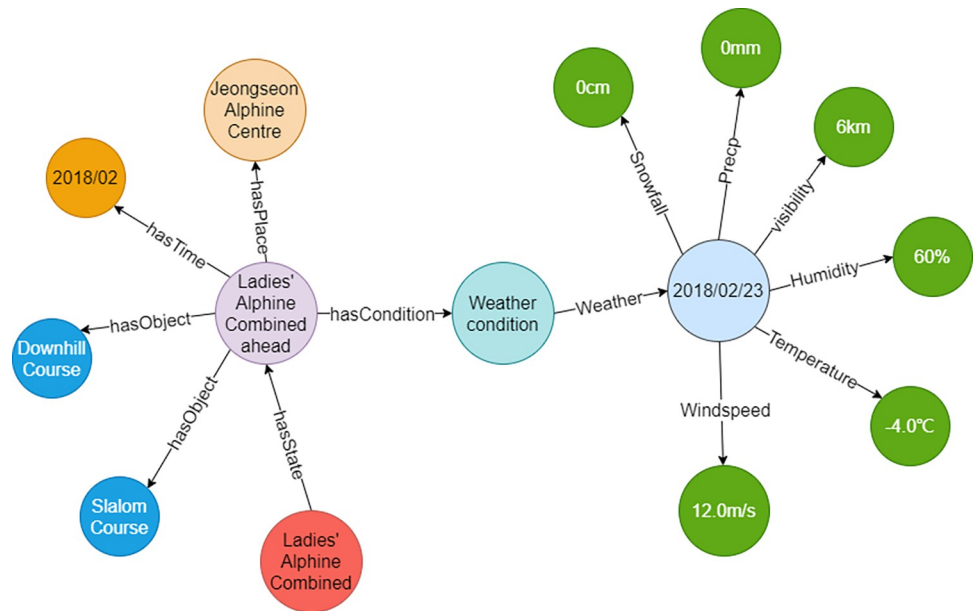 Jeongseon
Alphine
Centre
2018/02
hasPlace
hasTime
Ladies'
Alphine
Combined
ahead
hasObject
Downhill
Course
hasObject
Slalom
Course
hasState
Ladies'
Alphine
Combined
hasCondition
Weather
condition
Weather
2018/02/23
Snowfall
0cm
Precp
0mm
visibility
6km
Humidity
60%
Temperature
-4.0℃
Windspeed
12.0m/s